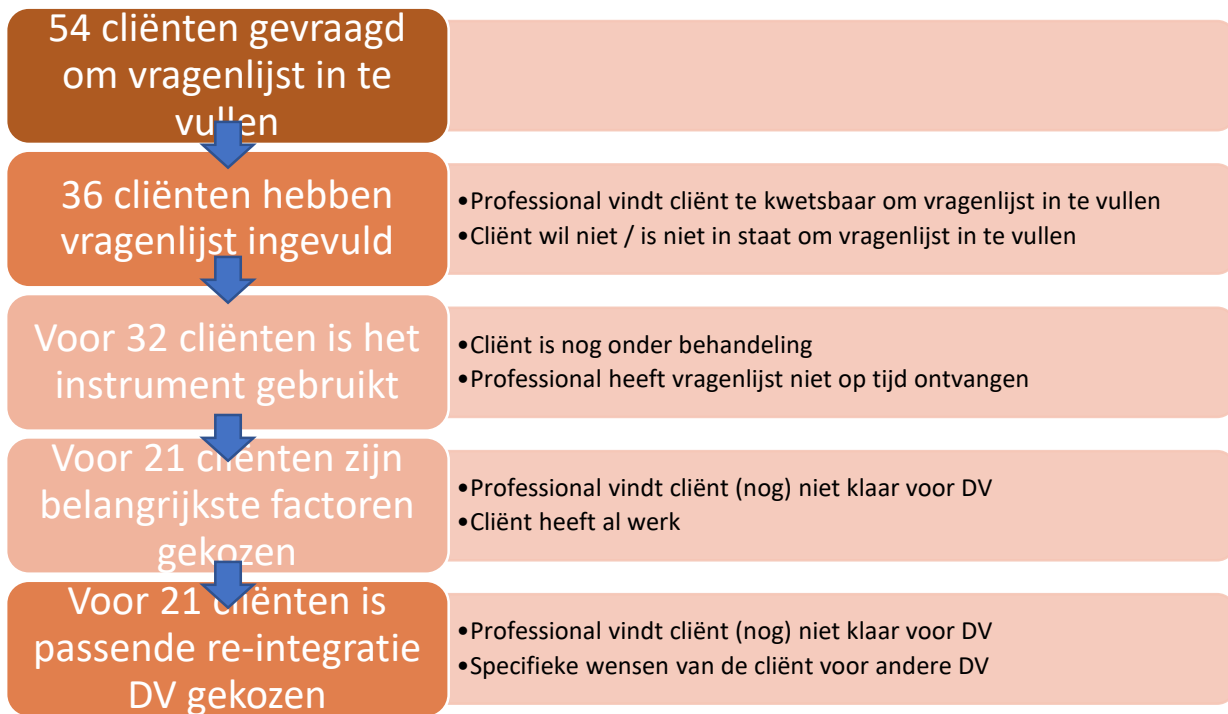 54 cliënten gevraagd
om vragenlijst in te
vullen
36 cliënten hebben
vragenlijst ingevuld
•Professional vindt cliënt te kwetsbaar om vragenlijst in te vullen
•Cliënt wil niet / is niet in staat om vragenlijst in te vullen
Voor 32 cliënten is het
instrument gebruikt
•Cliënt is nog onder behandeling
•Professional heeft vragenlijst niet op tijd ontvangen
Voor 21 cliënten zijn
belangrijkste factoren
gekozen
•Professional vindt cliënt (nog) niet klaar voor DV
•Cliënt heeft al werk
Voor 21 cliënten is
passende re-integratie
DV gekozen
•Professional vindt cliënt (nog) niet klaar voor DV
•Specifieke wensen van de cliënt voor andere DV